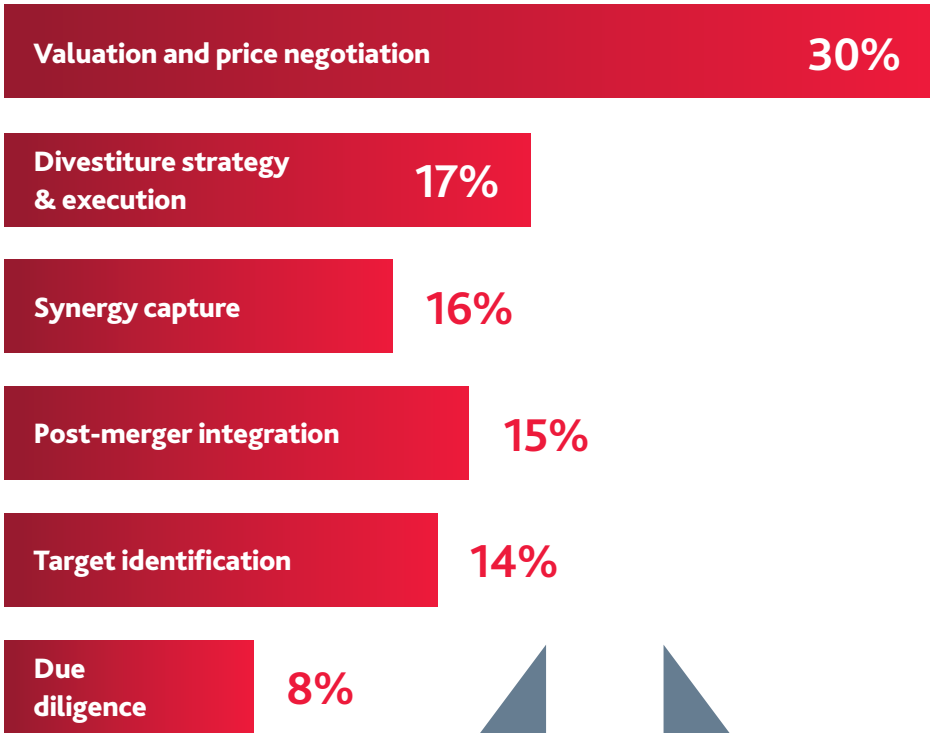 Valuation and price negotiation 30%
Divestiture strategy
& execution 17%
Synergy capture 16%
Post-merger integration 15%
Target identification 14%
Due
diligence 8%